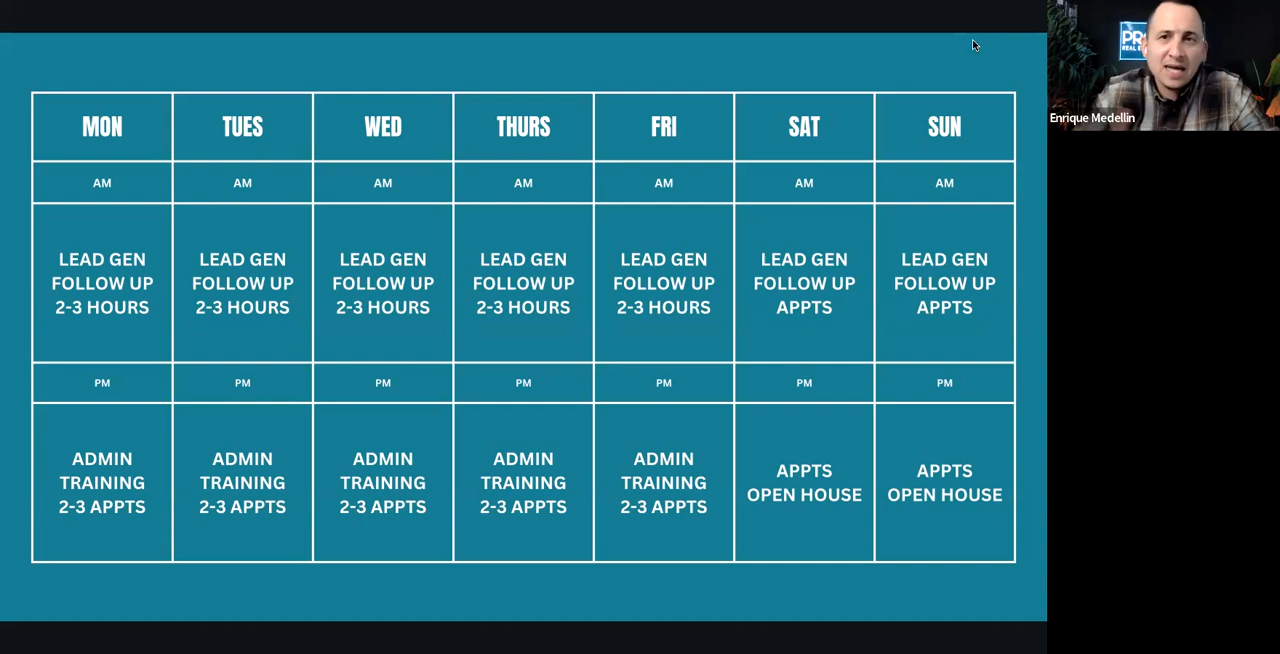 MON TUES WED THURS FRI SAT SUN
AM AM AM AM AM AM AM
LEAD GEN LEAD GEN LEAD GEN LEAD GEN LEAD GEN LEAD GEN LEAD GEN
FOLLOW UP FOLLOW UP FOLLOW UP FOLLOW UP FOLLOW UP FOLLOW UP FOLLOW UP
2-3 HOURS 2-3 HOURS 2-3 HOURS 2-3 HOURS 2-3 HOURS APPTS APPTS
PM PM PM PM PM PM PM
ADMIN ADMIN ADMIN ADMIN ADMIN APPTS APPTS
TRAINING TRAINING TRAINING TRAINING TRAINING OPEN HOUSE OPEN HOUSE
2-3 APPTS 2-3 APPTS 2-3 APPTS 2-3 APPTS 2-3 APPTS
Enrique Medellin